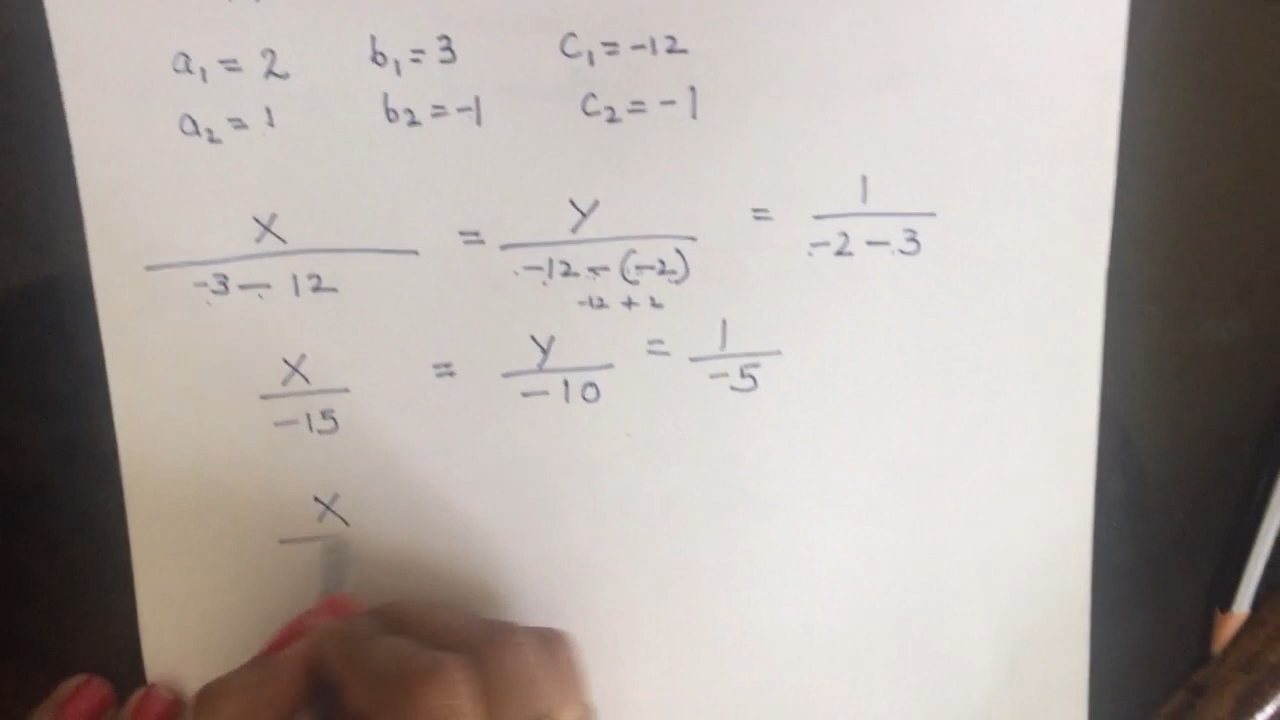 a₁ = 2 b₁ = 3 C₁ = -12
a₂ = 1 b₂ = -1 C₂ = -1
X = Y = 1
-3 - 12 -12 - (-2) -2 - 3
-12 + 2
X = Y = 1
-15 -10 -5
X